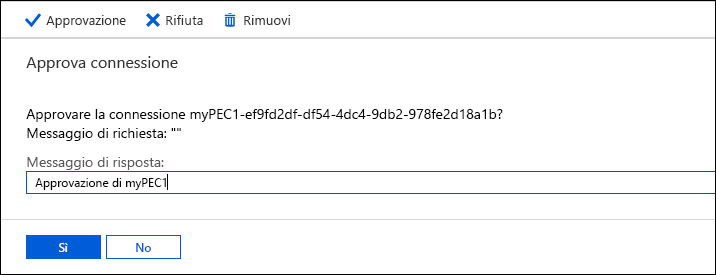 Approvazione Rifiuta Rimuovi
Approva connessione
Approvare la connessione myPEC1-ef9fd2df-df54-4dc4-9db2-978fe2d18a1b?
Messaggio di richiesta: ""
Messaggio di risposta:
Approvazione di myPEC1
Sì No